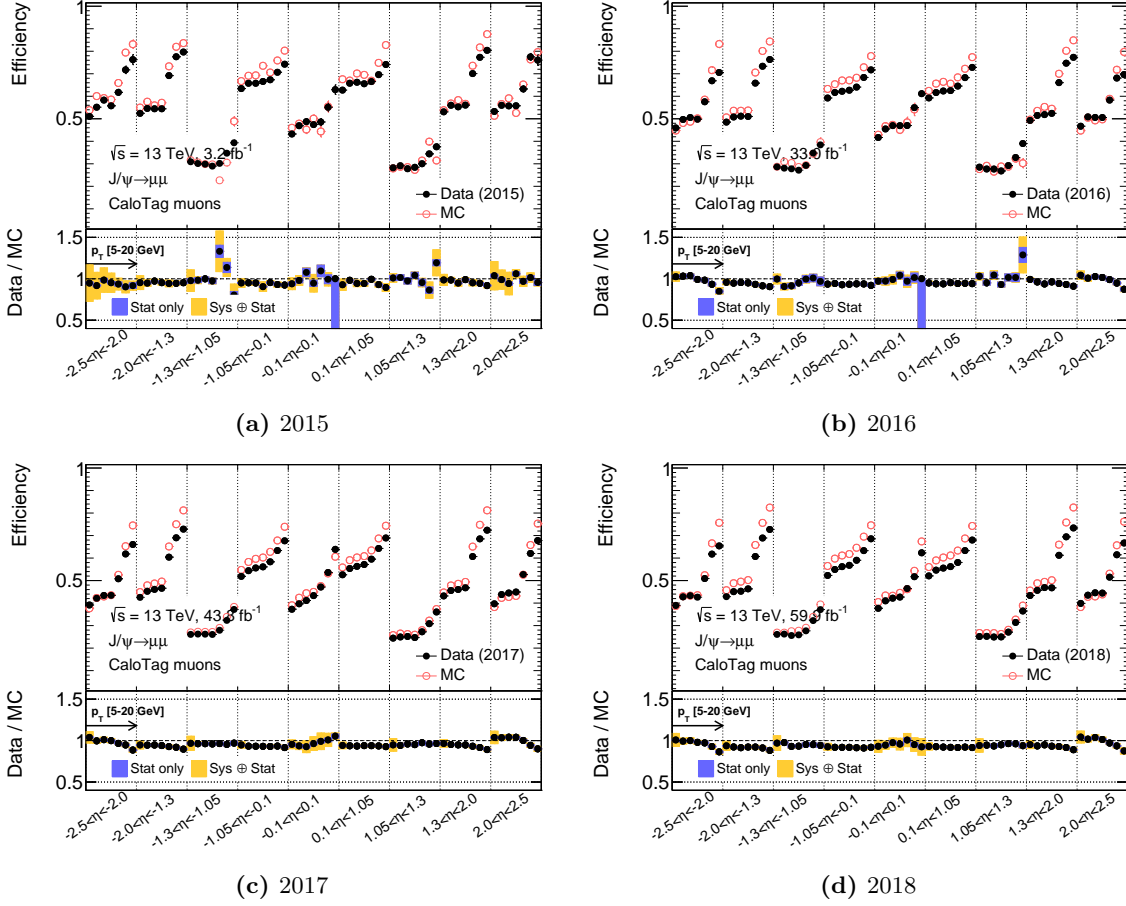 Efficiency
1
0.5
√s = 13 TeV, 3.2 fb⁻¹
J/ψ→μμ
CaloTag muons
Data (2015)
MC
Data / MC
1.5
1
0.5
p_T [5-20 GeV]
Stat only
Sys ⊕ Stat
-2.5<η<-2.0
-2.0<η<-1.3
-1.3<η<-1.05
-1.05<η<-0.1
-0.1<η<0.1
0.1<η<1.05
1.05<η<1.3
1.3<η<2.0
2.0<η<2.5
(a) 2015
Efficiency
1
0.5
√s = 13 TeV, 33.0 fb⁻¹
J/ψ→μμ
CaloTag muons
Data (2016)
MC
Data / MC
1.5
1
0.5
p_T [5-20 GeV]
Stat only
Sys ⊕ Stat
-2.5<η<-2.0
-2.0<η<-1.3
-1.3<η<-1.05
-1.05<η<-0.1
-0.1<η<0.1
0.1<η<1.05
1.05<η<1.3
1.3<η<2.0
2.0<η<2.5
(b) 2016
Efficiency
1
0.5
√s = 13 TeV, 43.8 fb⁻¹
J/ψ→μμ
CaloTag muons
Data (2017)
MC
Data / MC
1.5
1
0.5
p_T [5-20 GeV]
Stat only
Sys ⊕ Stat
-2.5<η<-2.0
-2.0<η<-1.3
-1.3<η<-1.05
-1.05<η<-0.1
-0.1<η<0.1
0.1<η<1.05
1.05<η<1.3
1.3<η<2.0
2.0<η<2.5
(c) 2017
Efficiency
1
0.5
√s = 13 TeV, 59.9 fb⁻¹
J/ψ→μμ
CaloTag muons
Data (2018)
MC
Data / MC
1.5
1
0.5
p_T [5-20 GeV]
Stat only
Sys ⊕ Stat
-2.5<η<-2.0
-2.0<η<-1.3
-1.3<η<-1.05
-1.05<η<-0.1
-0.1<η<0.1
0.1<η<1.05
1.05<η<1.3
1.3<η<2.0
2.0<η<2.5
(d) 2018